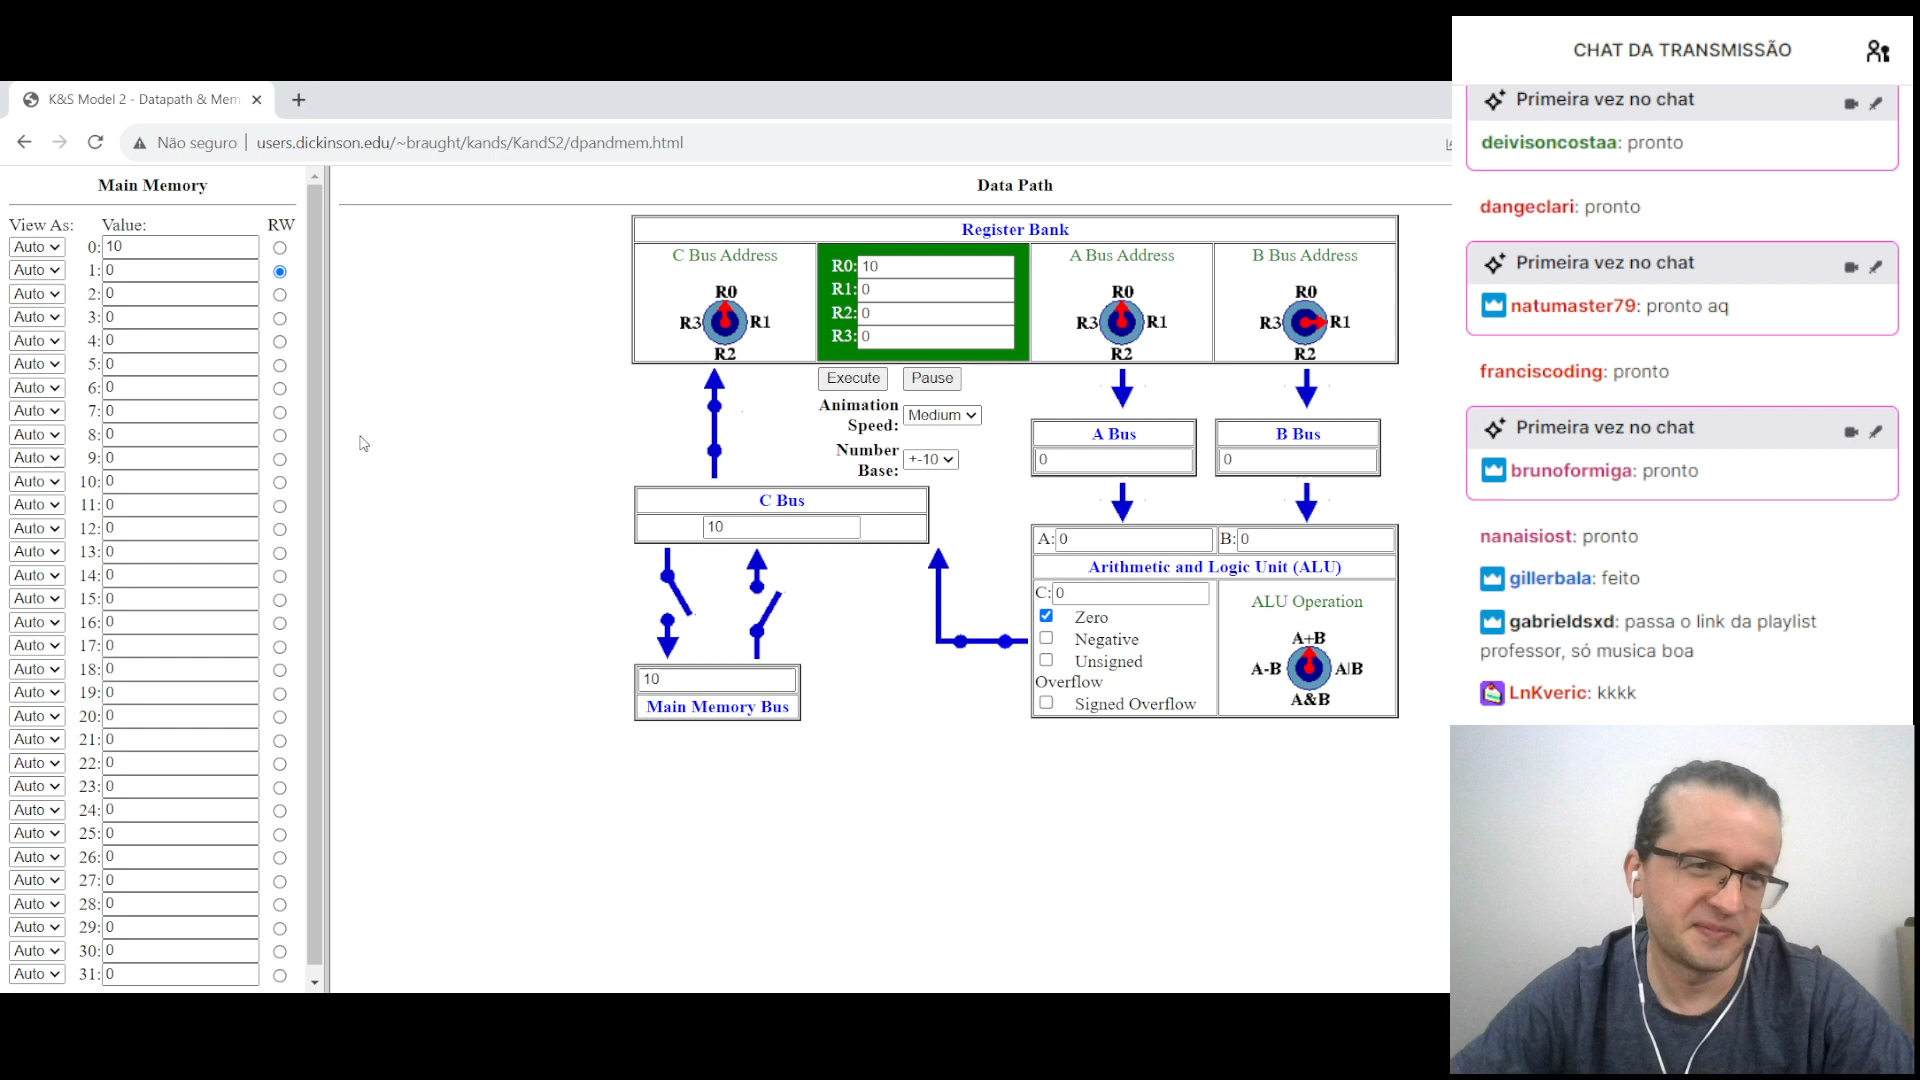 K&S Model 2 - Datapath & Mem
Não seguro
users.dickinson.edu/~braught/kands/KandS2/dpandmem.html
Main Memory
View As: Value: RW
Auto 0: 10
Auto 1: 0
Auto 2: 0
Auto 3: 0
Auto 4: 0
Auto 5: 0
Auto 6: 0
Auto 7: 0
Auto 8: 0
Auto 9: 0
Auto 10: 0
Auto 11: 0
Auto 12: 0
Auto 13: 0
Auto 14: 0
Auto 15: 0
Auto 16: 0
Auto 17: 0
Auto 18: 0
Auto 19: 0
Auto 20: 0
Auto 21: 0
Auto 22: 0
Auto 23: 0
Auto 24: 0
Auto 25: 0
Auto 26: 0
Auto 27: 0
Auto 28: 0
Auto 29: 0
Auto 30: 0
Auto 31: 0
Data Path
Register Bank
C Bus Address
R0
R3 R1
R2
R0: 10
R1: 0
R2: 0
R3: 0
A Bus Address
R0
R3 R1
R2
B Bus Address
R0
R3 R1
R2
Execute Pause
Animation
Speed: Medium
Number
Base: +-10
A Bus
0
B Bus
0
C Bus
10
10
Main Memory Bus
A: 0 B: 0
Arithmetic and Logic Unit (ALU)
C: 0
Zero
Negative
Unsigned
Overflow
Signed Overflow
ALU Operation
A+B
A-B A|B
A&B
CHAT DA TRANSMISSÃO
Primeira vez no chat
deivisoncostaa: pronto
dangeclari: pronto
Primeira vez no chat
natumaster79: pronto aq
franciscoding: pronto
Primeira vez no chat
brunoformiga: pronto
nanaisiost: pronto
gillerbala: feito
gabrieldsxd: passa o link da playlist
professor, só musica boa
LnKveric: kkkk